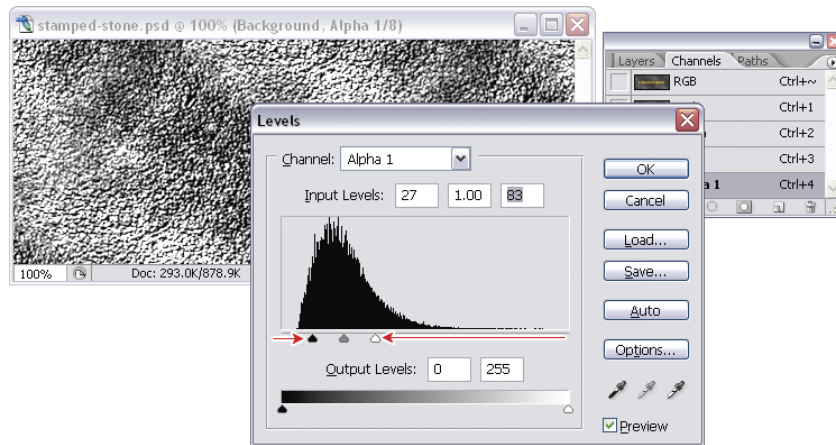 stamped-stone.psd @ 100% (Background, Alpha 1/8)
100%
Doc: 293.0K/878.9K
Layers Channels Paths
RGB Ctrl+~
Ctrl+1
Ctrl+2
Ctrl+3
1 Ctrl+4
Levels
Channel: Alpha 1
Input Levels: 27 1.00 83
Output Levels: 0 255
OK
Cancel
Load...
Save...
Auto
Options...
Preview